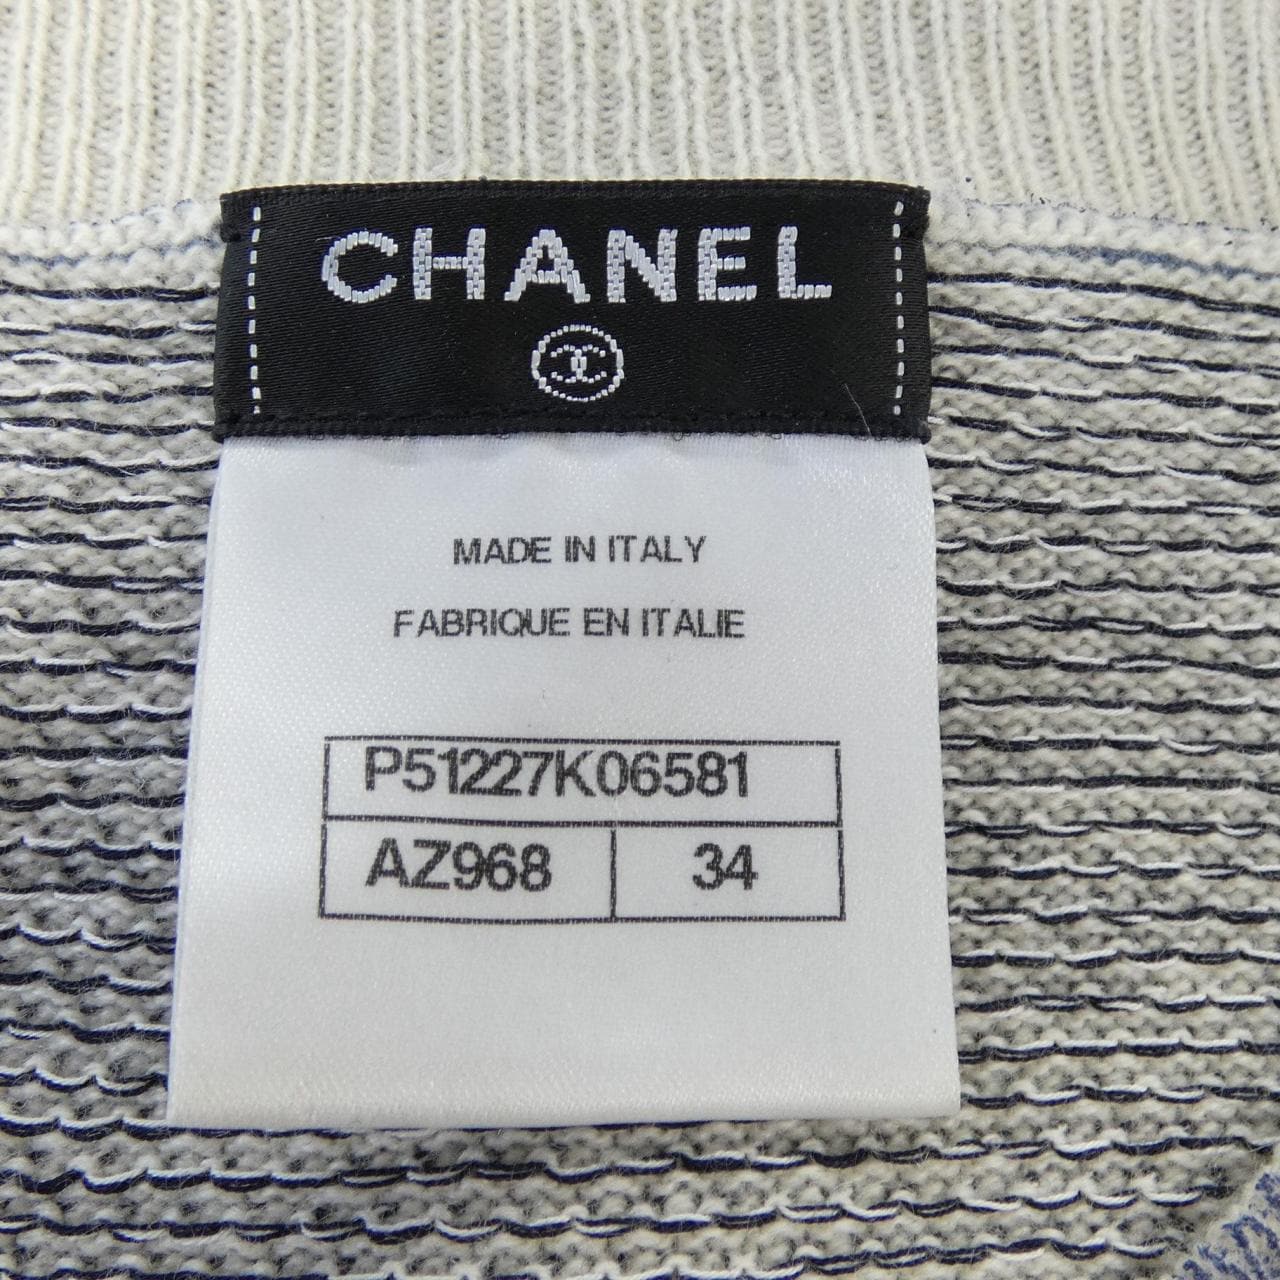 CHANEL
MADE IN ITALY
FABRIQUE EN ITALIE
P51227K06581
AZ968 34